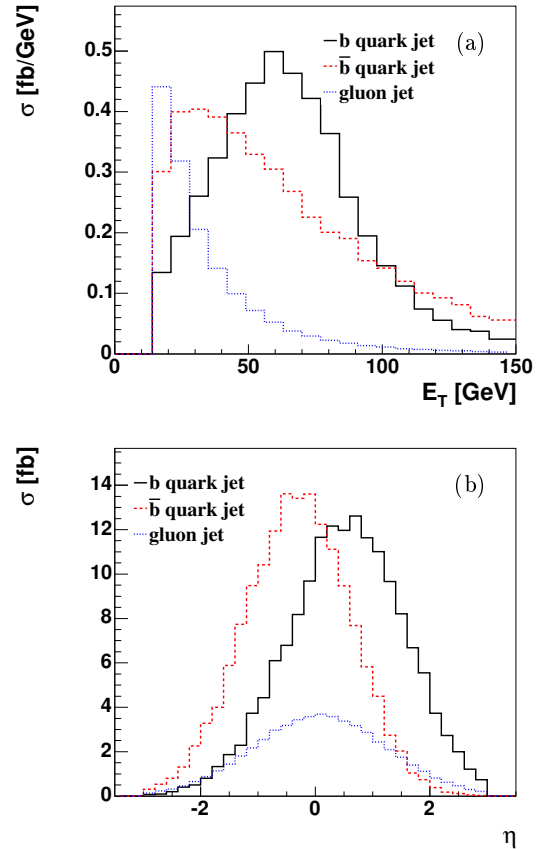 σ [fb/GeV]
(a)
b quark jet
b̅ quark jet
gluon jet
0.5
0.4
0.3
0.2
0.1
0
0 50 100 150
E_T [GeV]
σ [fb]
(b)
b quark jet
b̅ quark jet
gluon jet
14
12
10
8
6
4
2
0
-2 0 2
η